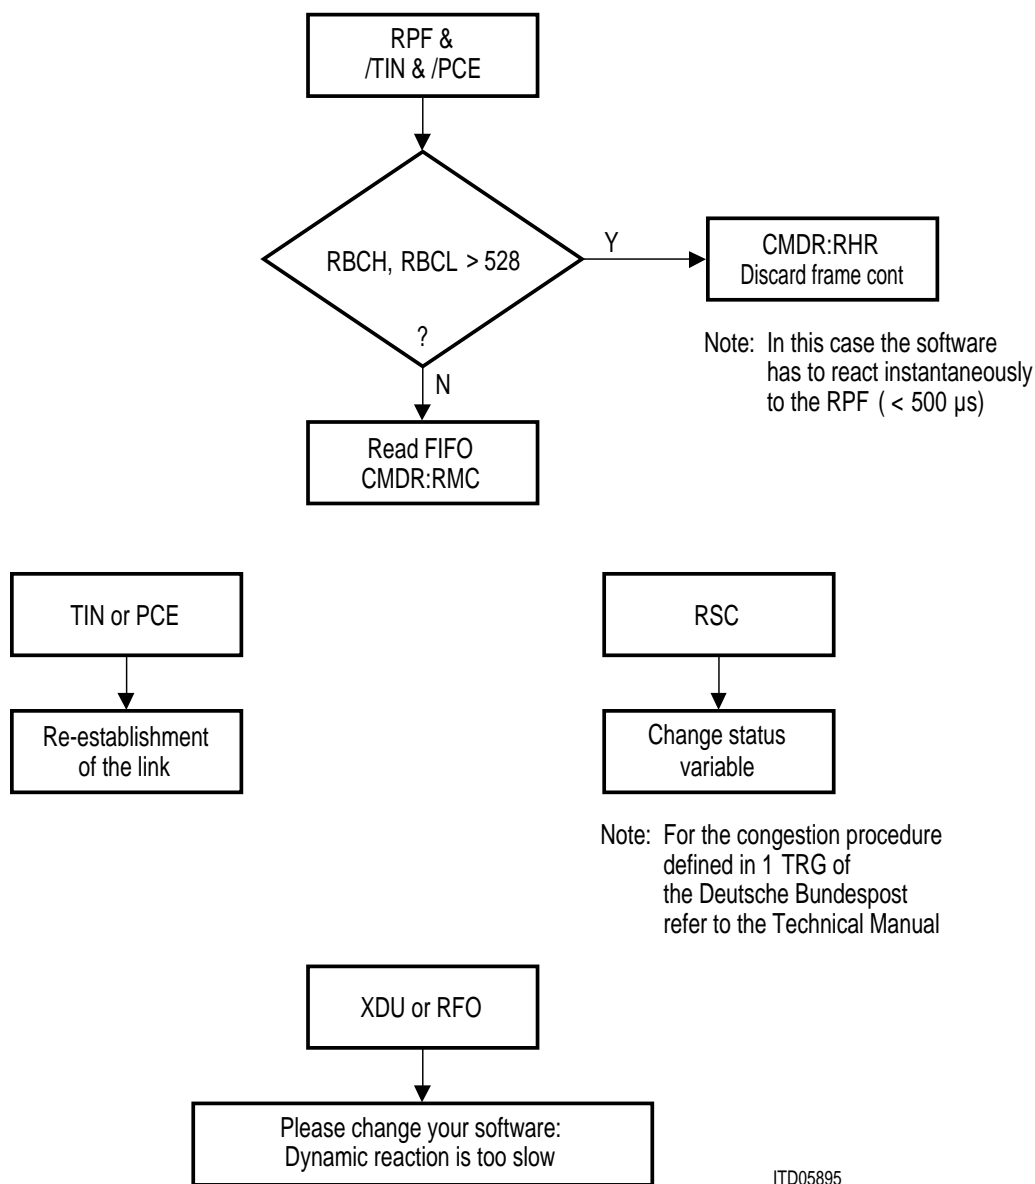 RPF &
/TIN & /PCE
RBCH, RBCL > 528
?
Y
CMDR:RHR
Discard frame cont
Note: In this case the software
has to react instantaneously
to the RPF ( < 500 µs)
N
Read FIFO
CMDR:RMC
TIN or PCE
Re-establishment
of the link
RSC
Change status
variable
Note: For the congestion procedure
defined in 1 TRG of
the Deutsche Bundespost
refer to the Technical Manual
XDU or RFO
Please change your software:
Dynamic reaction is too slow
ITD05895